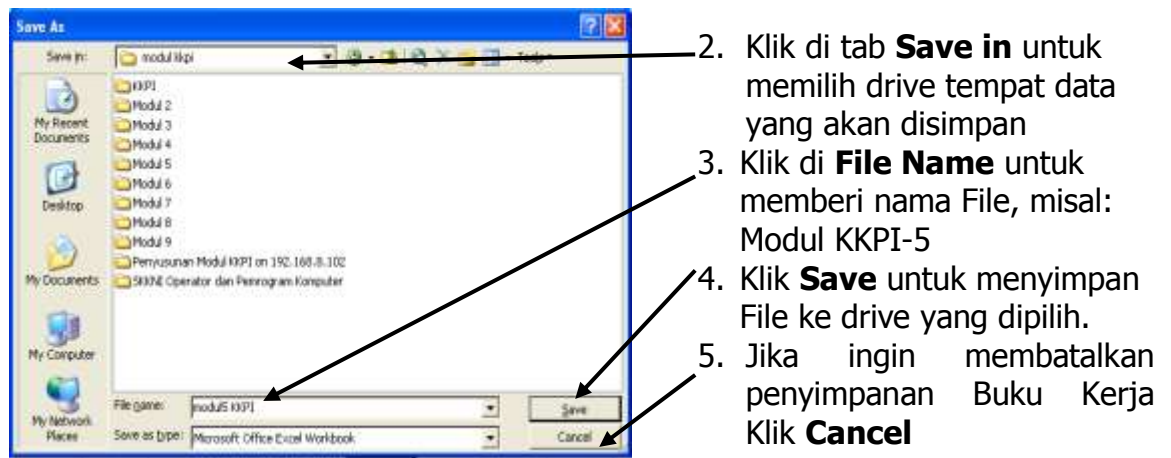 Save As
Save in:
modul kkpi
Tools
KKPI
Modul 2
Modul 3
Modul 4
Modul 5
Modul 6
Modul 7
Modul 8
Modul 9
Penyusunan Modul KKPI on 192.168.8.102
SKKNI Operator dan Pemrogram Komputer
My Recent
Documents
Desktop
My Documents
My Computer
My Network
Places
File name:
modul5 KKPI
Save
Save as type:
Microsoft Office Excel Workbook
Cancel
2. Klik di tab Save in untuk
memilih drive tempat data
yang akan disimpan
3. Klik di File Name untuk
memberi nama File, misal:
Modul KKPI-5
4. Klik Save untuk menyimpan
File ke drive yang dipilih.
5. Jika ingin membatalkan
penyimpanan Buku Kerja
Klik Cancel